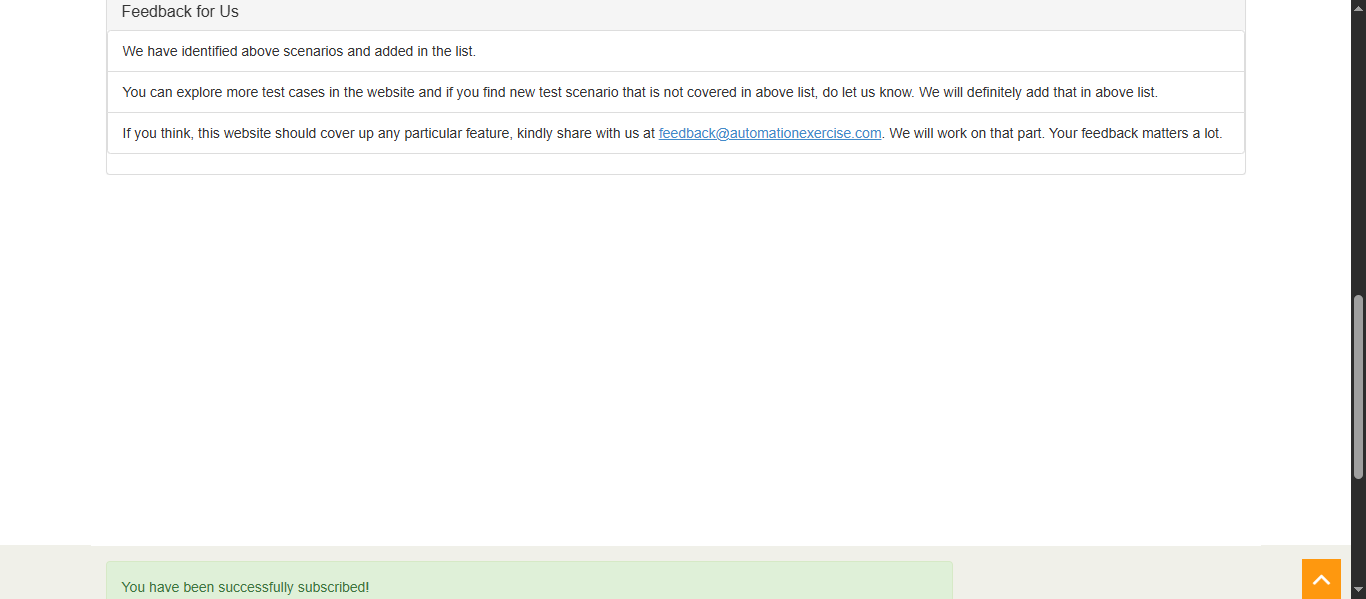 Feedback for Us
We have identified above scenarios and added in the list.
You can explore more test cases in the website and if you find new test scenario that is not covered in above list, do let us know. We will definitely add that in above list.
If you think, this website should cover up any particular feature, kindly share with us at feedback@automationexercise.com. We will work on that part. Your feedback matters a lot.
You have been successfully subscribed!